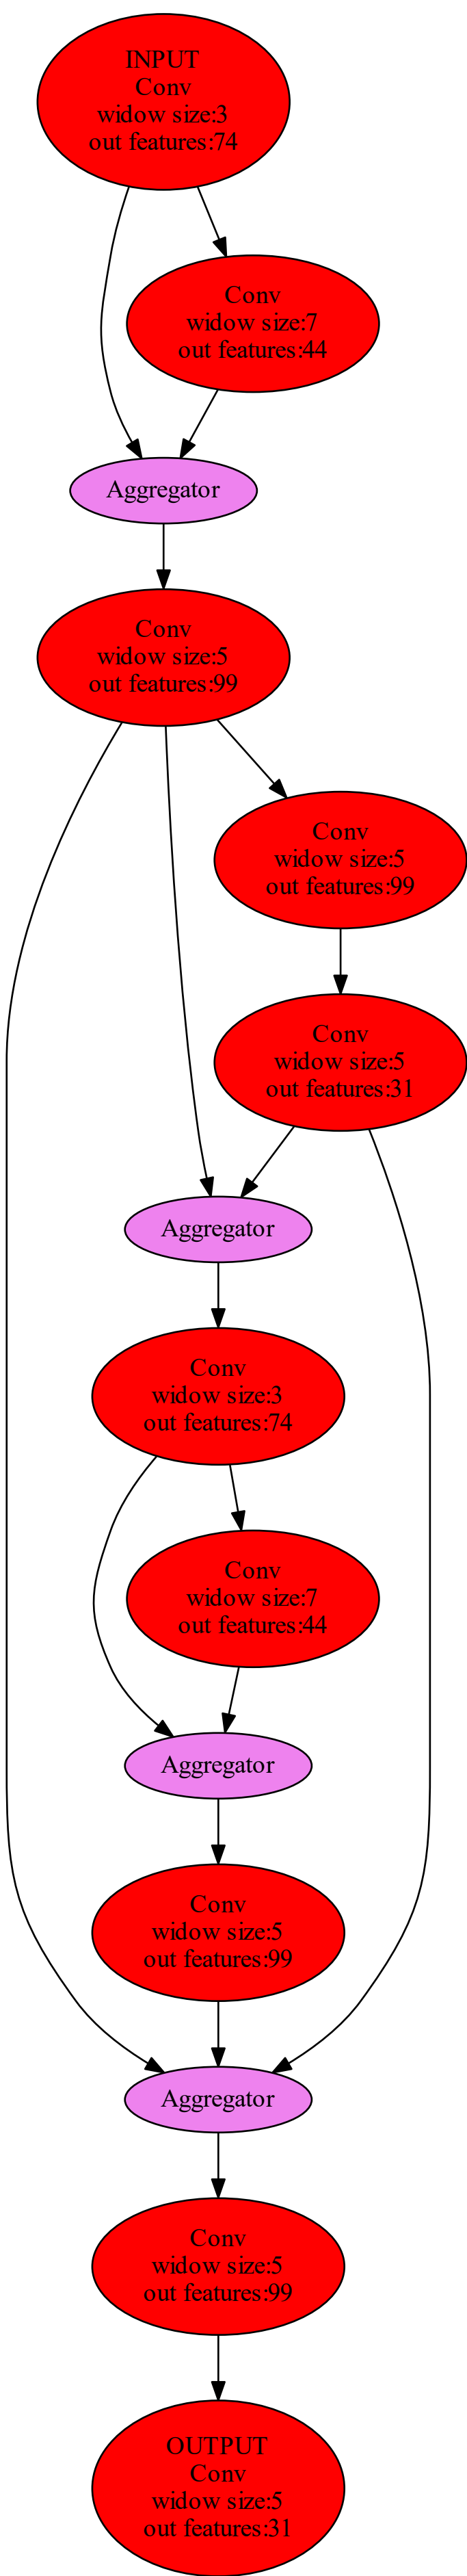 INPUT
Conv
widow size:3
out features:74
Conv
widow size:7
out features:44
Aggregator
Conv
widow size:5
out features:99
Conv
widow size:5
out features:99
Conv
widow size:5
out features:31
Aggregator
Conv
widow size:3
out features:74
Conv
widow size:7
out features:44
Aggregator
Conv
widow size:5
out features:99
Aggregator
Conv
widow size:5
out features:99
OUTPUT
Conv
widow size:5
out features:31